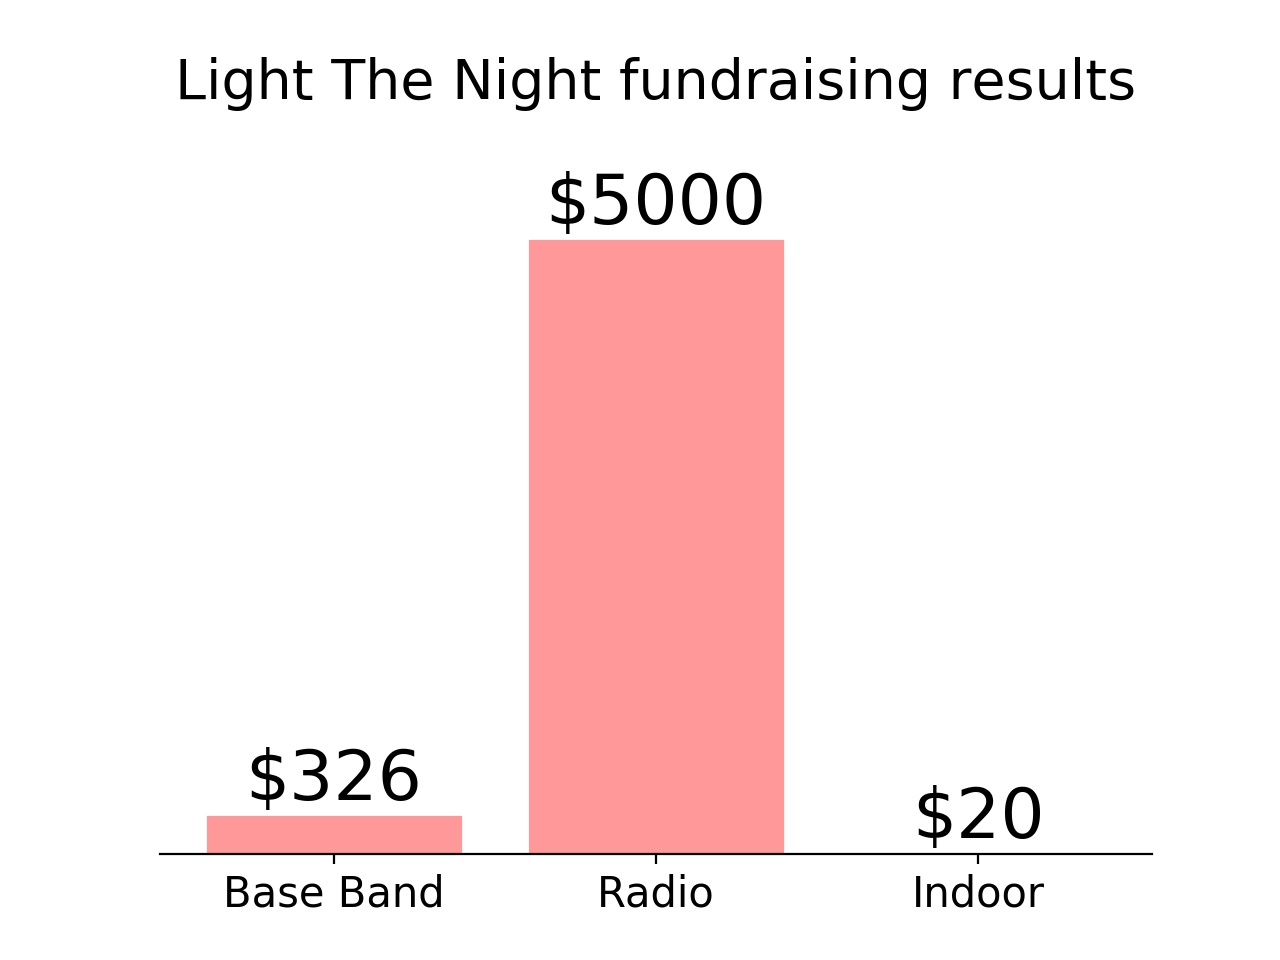 Light The Night fundraising results
$5000
$326
$20
Base Band
Radio
Indoor